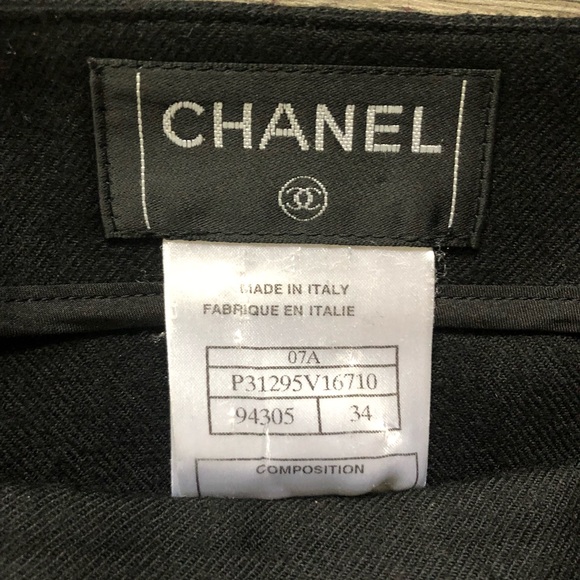 CHANEL
MADE IN ITALY
FABRIQUE EN ITALIE
07A
P31295V16710
94305 34
COMPOSITION